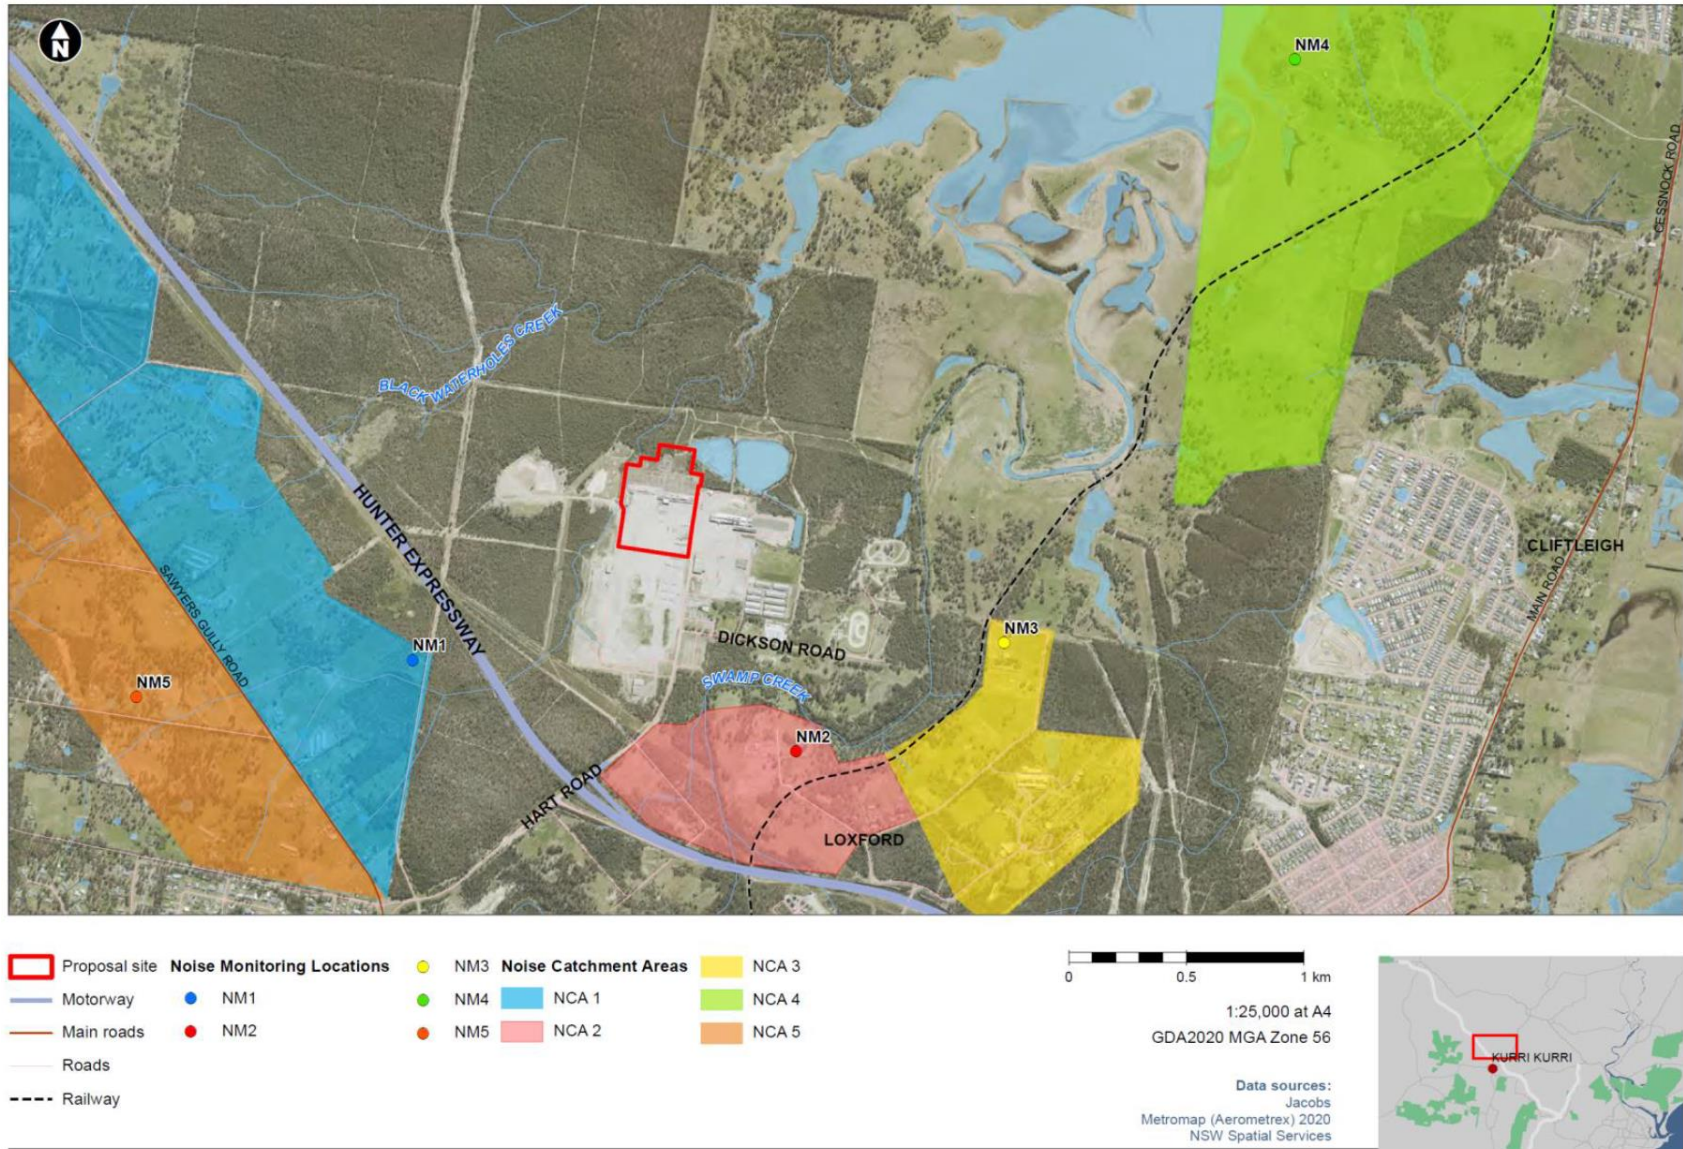 N
NM4
CESSNOCK ROAD
BLACK WATERHOLES CREEK
HUNTER EXPRESSWAY
CLIFTLEIGH
MAIN ROAD
SAWYERS GULLY ROAD
NM1
NM3
DICKSON ROAD
NM5
SWAMP CREEK
NM2
HART ROAD
LOXFORD
Proposal site
Motorway
Main roads
Roads
Railway
Noise Monitoring Locations
NM1
NM2
NM3
NM4
NM5
Noise Catchment Areas
NCA 1
NCA 2
NCA 3
NCA 4
NCA 5
0 0.5 1 km
1:25,000 at A4
GDA2020 MGA Zone 56
Data sources:
Jacobs
Metromap (Aerometrex) 2020
NSW Spatial Services
KURRI KURRI